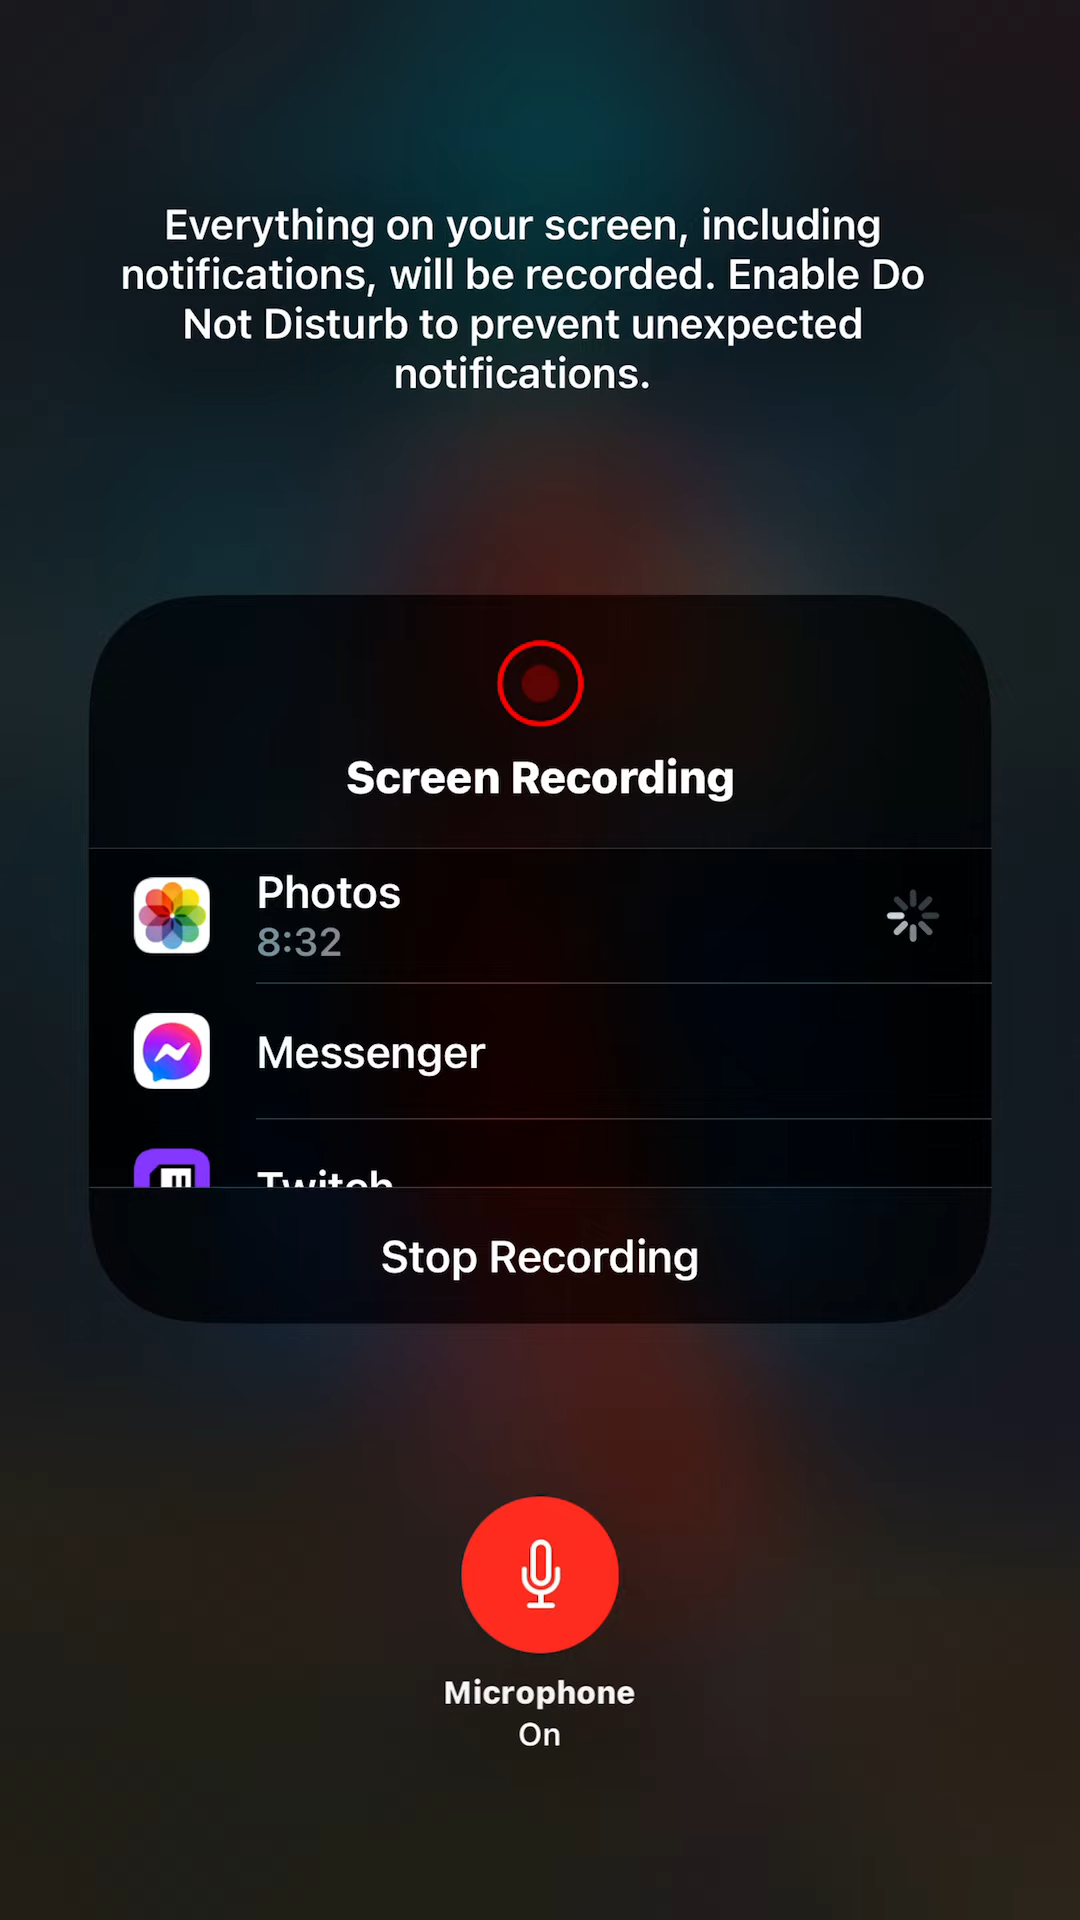 Everything on your screen, including
notifications, will be recorded. Enable Do
Not Disturb to prevent unexpected
notifications.
Screen Recording
Photos
8:32
Messenger
Twitch
Stop Recording
Microphone
On